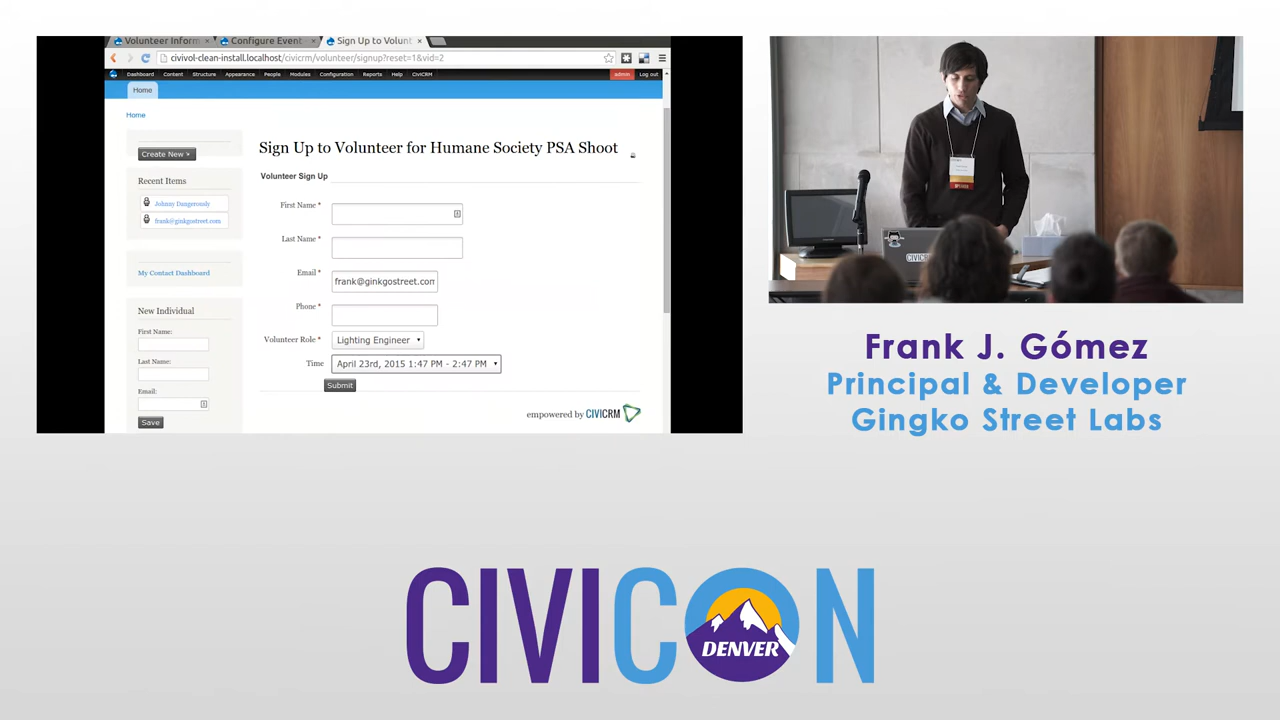 Volunteer Inform
Configure Event
Sign Up to Volunt
civivol-clean-install.localhost/civicrm/volunteer/signup?reset=1&vid=2
Dashboard Content Structure Appearance People Modules Configuration Reports Help CiviCRM admin Log out
Home
Home
Create New
Recent Items
Johnny Dangerously
frank@ginkgostreet.com
My Contact Dashboard
New Individual
First Name:
Last Name:
Email:
Save
Sign Up to Volunteer for Humane Society PSA Shoot
Volunteer Sign Up
First Name *
Last Name *
Email *
frank@ginkgostreet.com
Phone *
Volunteer Role * Lighting Engineer
Time April 23rd, 2015 1:47 PM - 2:47 PM
Submit
empowered by CIVICRM
SPEAKER
CIVIC
Frank J. Gómez
Principal & Developer
Gingko Street Labs
CIVICON
DENVER